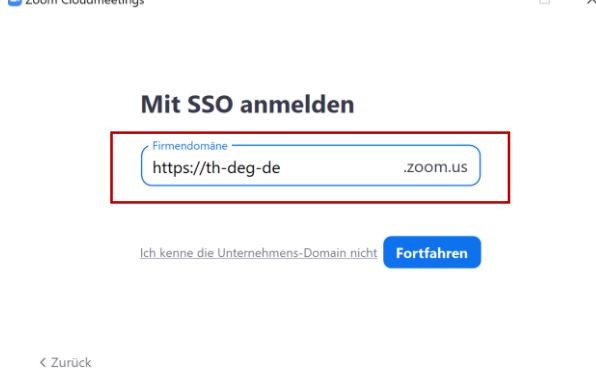 Zoom Cloudmeetings
Mit SSO anmelden
Firmendomäne
https://th-deg-de .zoom.us
Ich kenne die Unternehmens-Domain nicht Fortfahren
< Zurück